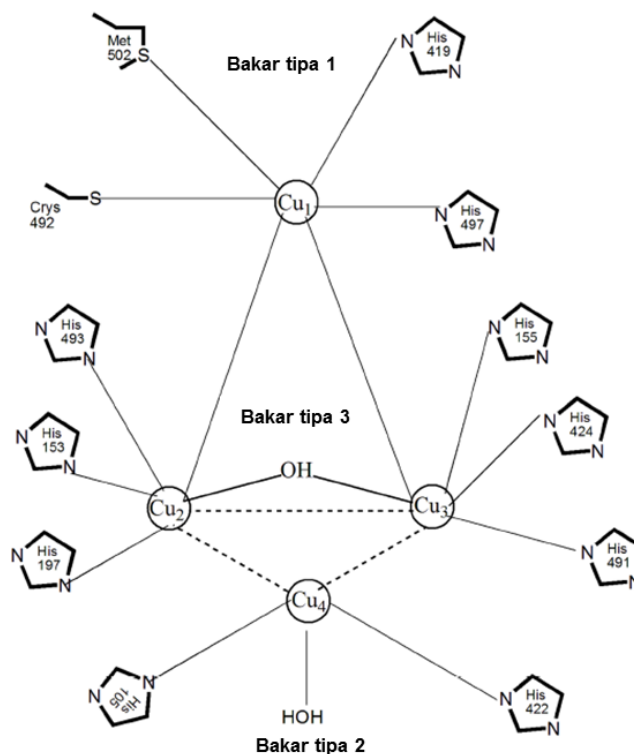 Met
502
S
Bakar tipa 1
N
His
419
N
Crys
492
S
Cu1
N
His
497
N
His
493
N
N
His
155
N
N
His
153
N
N
Bakar tipa 3
N
His
424
N
OH
Cu2
Cu3
His
197
N
N
N
His
491
N
Cu4
N
His
105
N
HOH
N
His
422
N
Bakar tipa 2